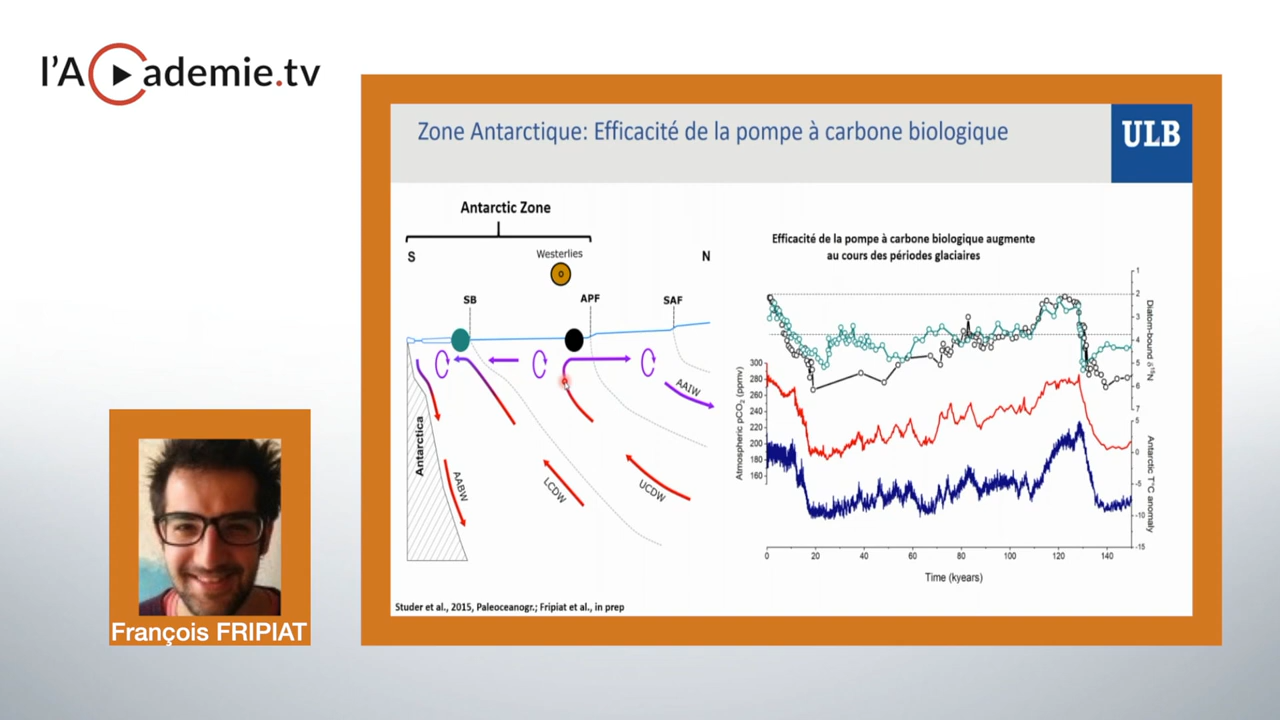 l'Academie.tv
Zone Antarctique: Efficacité de la pompe à carbone biologique
ULB
Antarctic Zone
S
Westerlies
N
SB
APF
SAF
AAIW
Antarctica
AABW
LCDW
UCDW
Efficacité de la pompe à carbone biologique augmente
au cours des périodes glaciaires
1
2
3
4
5
6
7
Diatom-bound δ¹⁵N
300
280
260
240
220
200
180
160
Atmospheric pCO₂ (ppmv)
5
0
-5
-10
-15
Antarctic T°C anomaly
0
20
40
60
80
100
120
140
Time (kyears)
Studer et al., 2015, Paleoceanogr.; Fripiat et al., in prep
François FRIPIAT